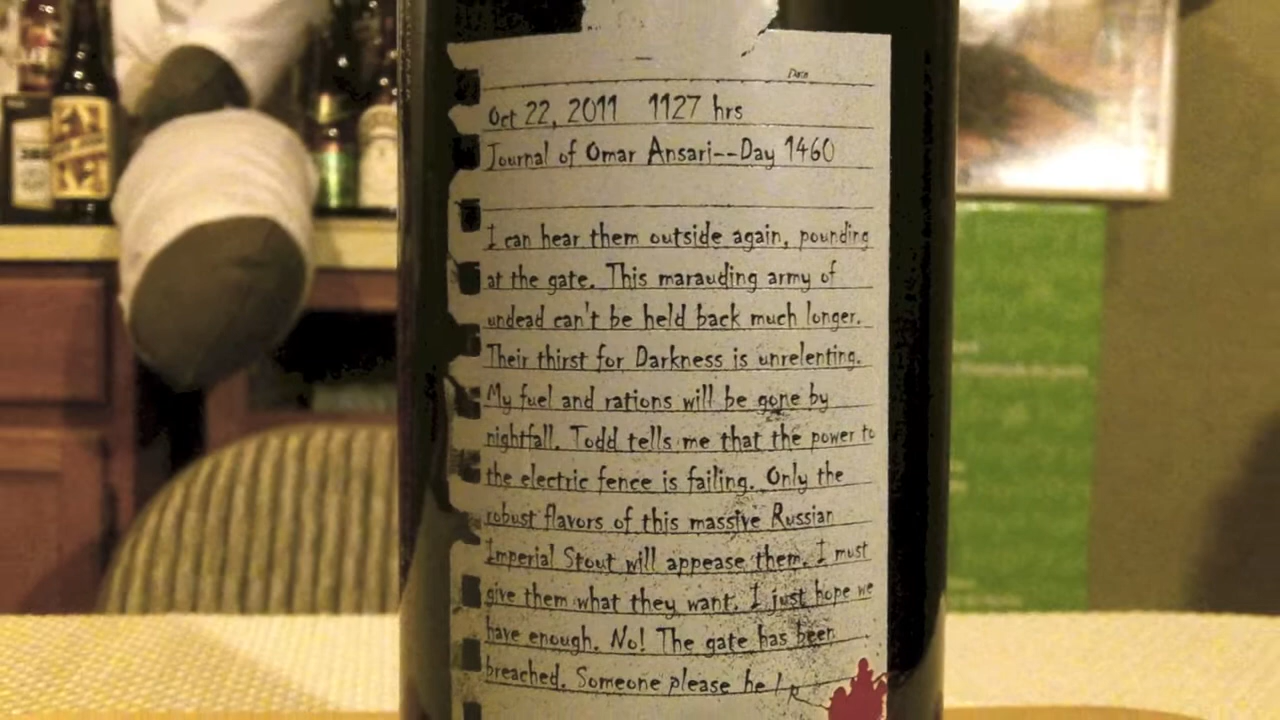 Date
Oct 22, 2011 1127 hrs
Journal of Omar Ansari--Day 1460
I can hear them outside again, pounding
at the gate. This marauding army of
undead can't be held back much longer.
Their thirst for Darkness is unrelenting.
My fuel and rations will be gone by
nightfall. Todd tells me that the power to
the electric fence is failing. Only the
robust flavors of this massive Russian
Imperial Stout will appease them. I must
give them what they want. I just hope we
have enough. No! The gate has been
breached. Someone please help